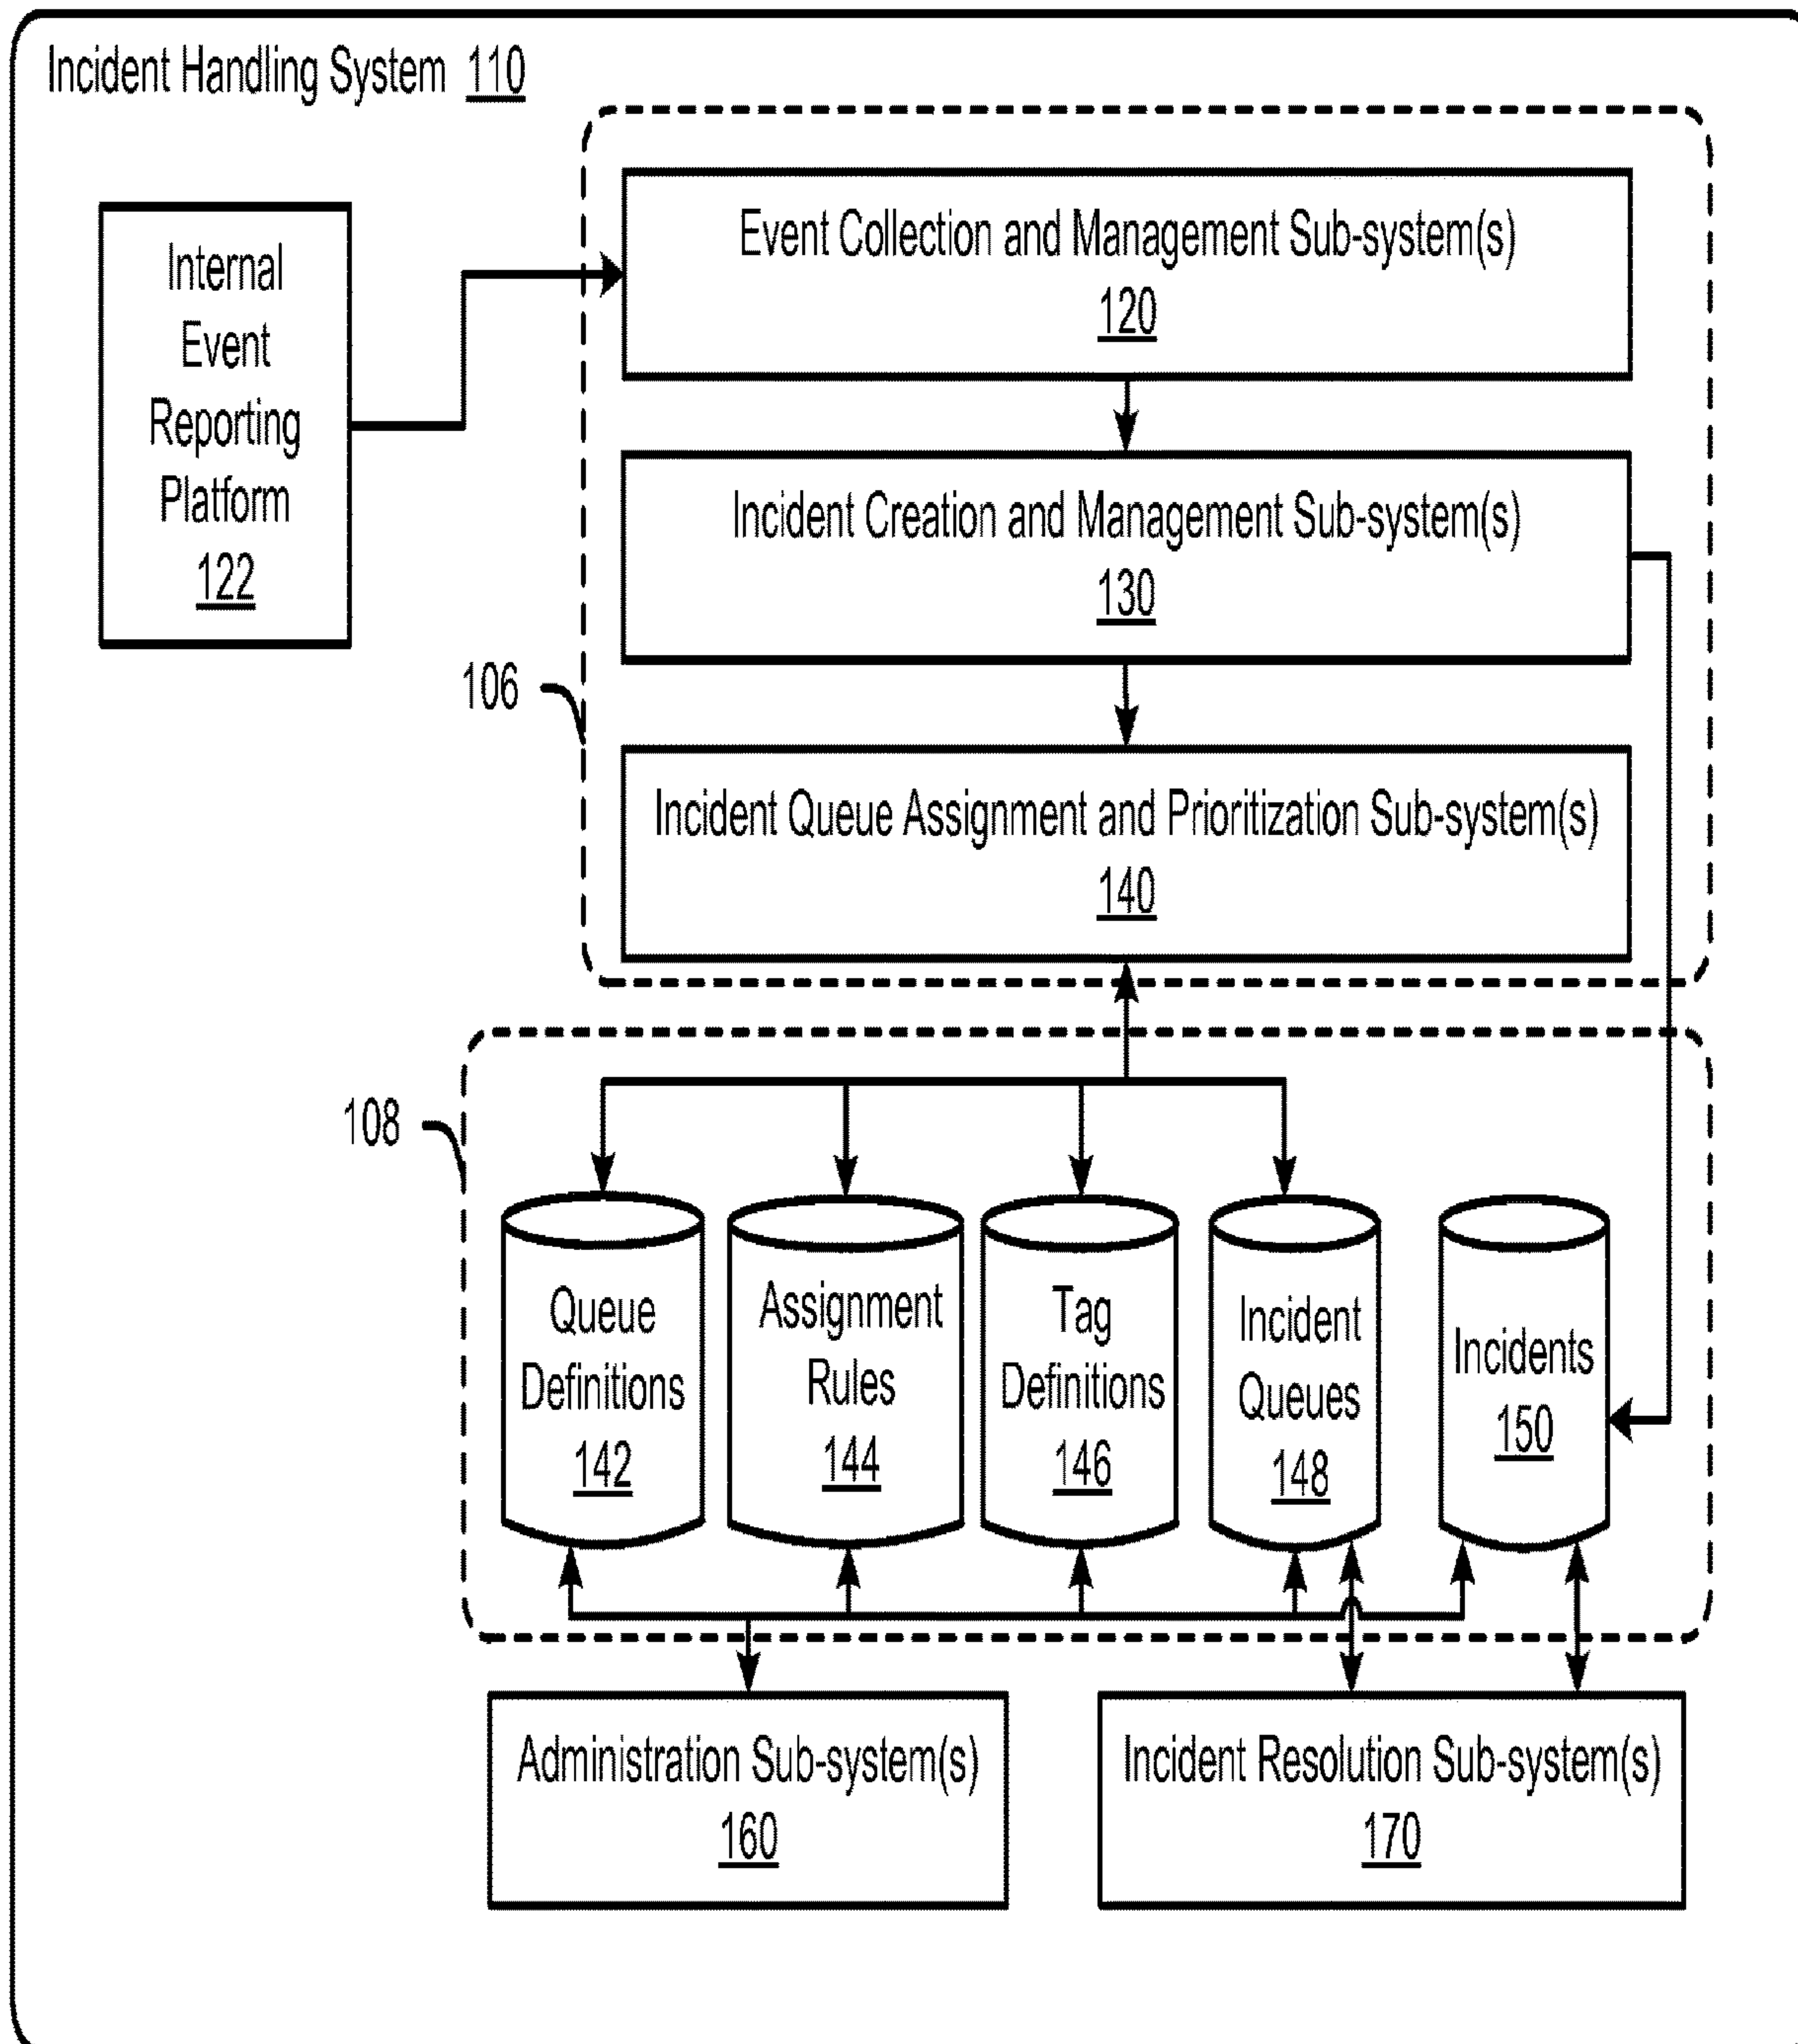 Incident Handling System 110
Internal
Event
Reporting
Platform
122
Event Collection and Management Sub-system(s)
120
Incident Creation and Management Sub-system(s)
130
106
Incident Queue Assignment and Prioritization Sub-system(s)
140
108
Queue
Definitions
142
Assignment
Rules
144
Tag
Definitions
146
Incident
Queues
148
Incidents
150
Administration Sub-system(s)
160
Incident Resolution Sub-system(s)
170